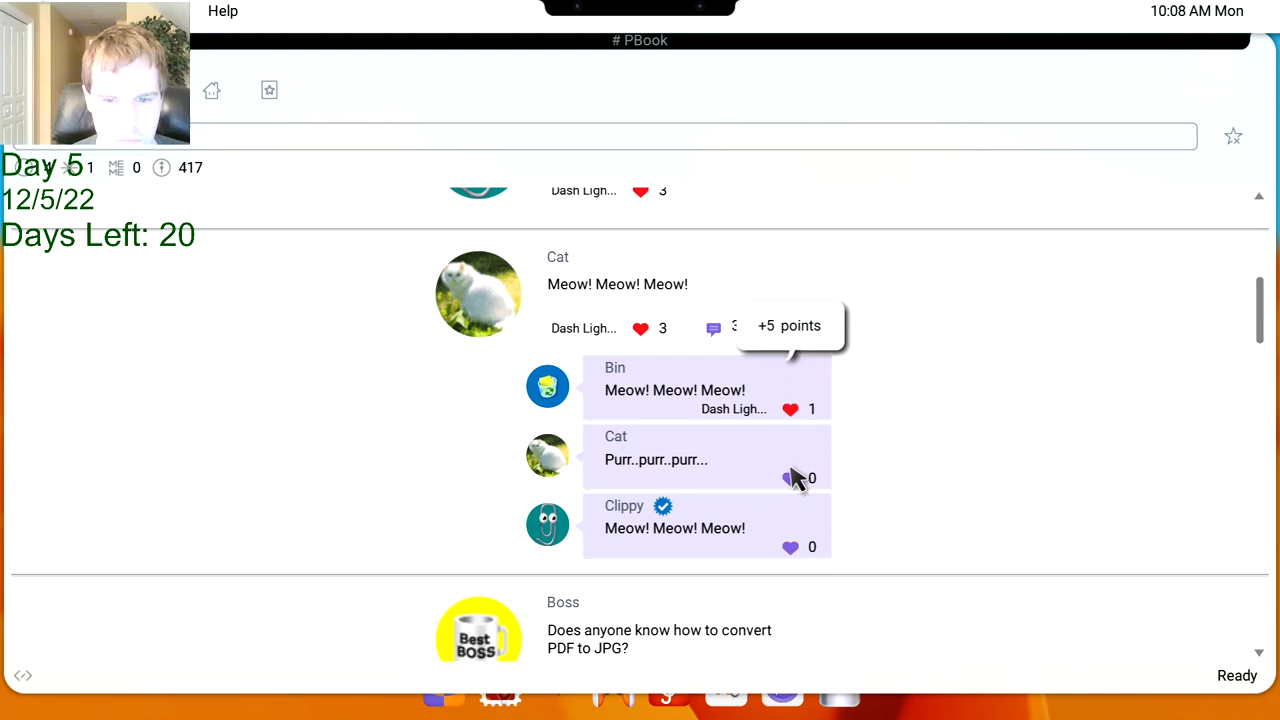 Help
10:08 AM Mon
# PBook
Day 5
1
ME
ME
0
417
12/5/22
Days Left: 20
Dash Ligh... 3
Cat
Meow! Meow! Meow!
Dash Ligh... 3
+5 points
Bin
Meow! Meow! Meow!
Dash Ligh... 1
Cat
Purr..purr..purr...
0
Clippy
Meow! Meow! Meow!
0
Boss
Does anyone know how to convert
PDF to JPG?
Best
BOSS
Ready